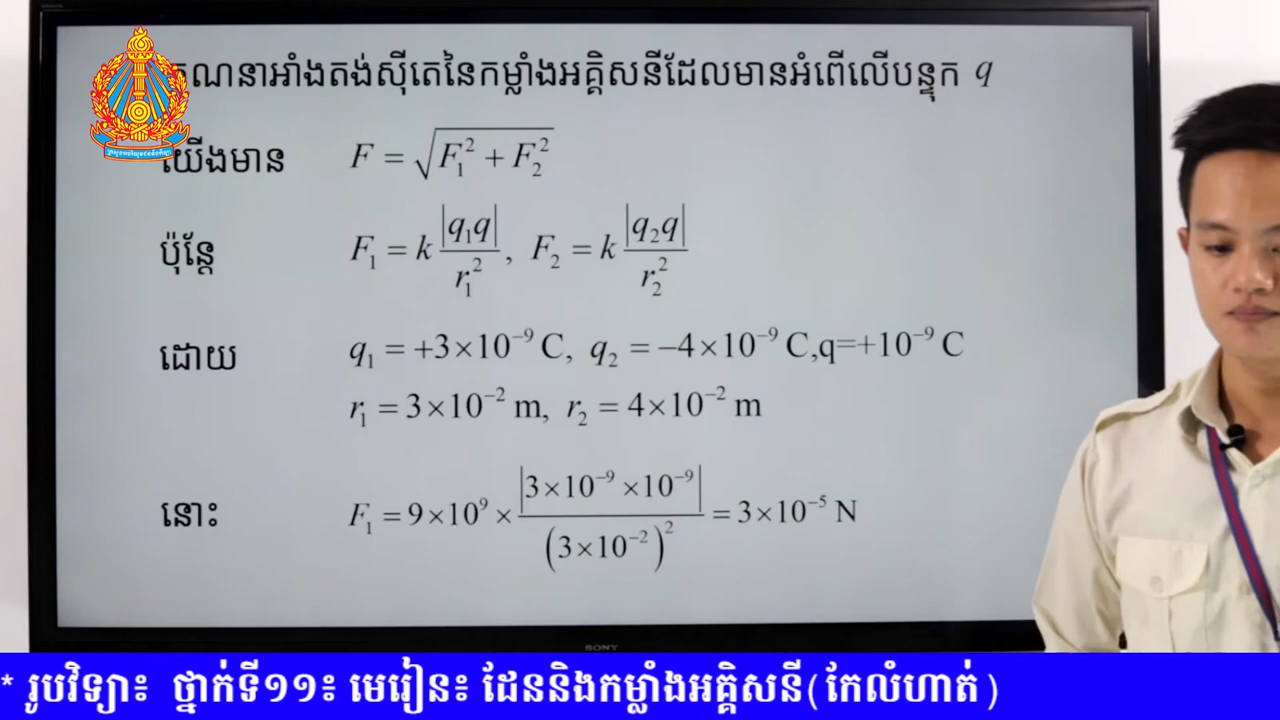 គណនាអាំងតង់ស៊ីតេនៃកម្លាំងអគ្គិសនីដែលមានអំពើលើបន្ទុក q
យើងមាន F = √(F₁² + F₂²)
ប៉ុន្តែ F₁ = k |q₁q| / r₁² , F₂ = k |q₂q| / r₂²
ដោយ q₁ = +3×10⁻⁹ C, q₂ = −4×10⁻⁹ C,q=+10⁻⁹ C
r₁ = 3×10⁻² m, r₂ = 4×10⁻² m
នោះ F₁ = 9×10⁹ × |3×10⁻⁹ ×10⁻⁹| / (3×10⁻²)² = 3×10⁻⁵ N
SONY
* រូបវិទ្យា៖ ថ្នាក់ទី១១៖ មេរៀន៖ ដែននិងកម្លាំងអគ្គិសនី(កែលំហាត់)